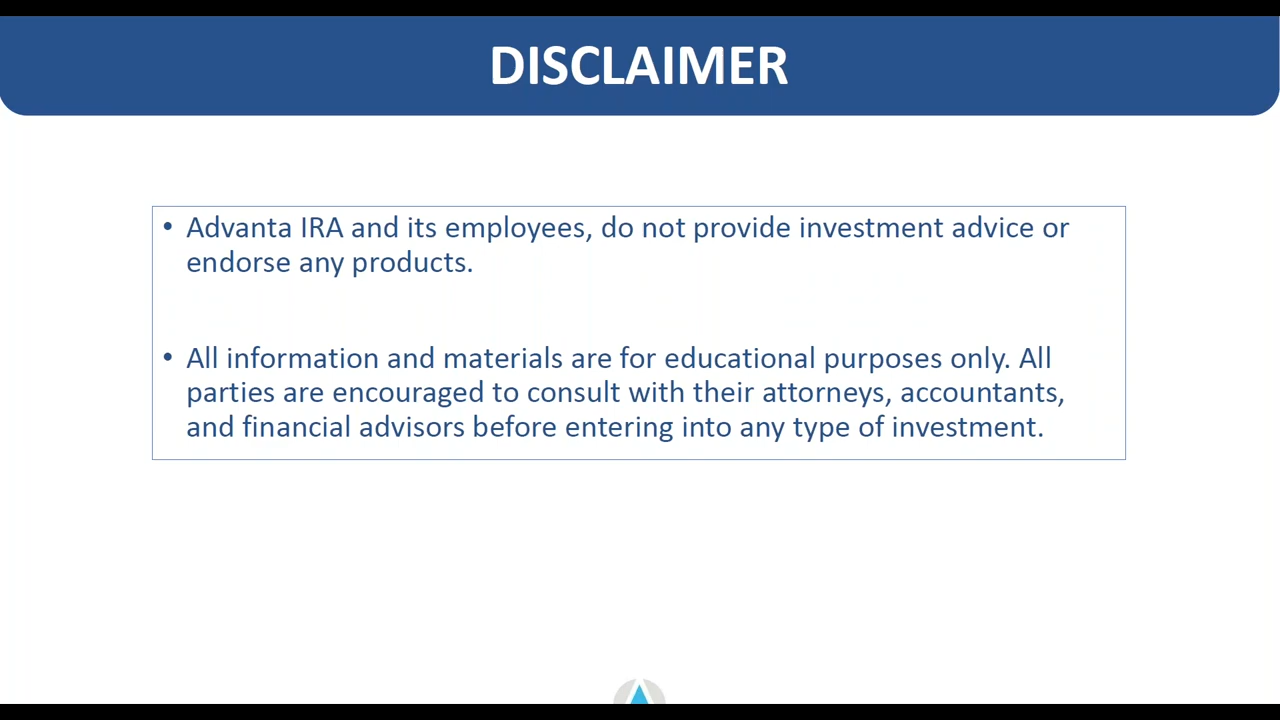 DISCLAIMER
• Advanta IRA and its employees, do not provide investment advice or
endorse any products.
• All information and materials are for educational purposes only. All
parties are encouraged to consult with their attorneys, accountants,
and financial advisors before entering into any type of investment.